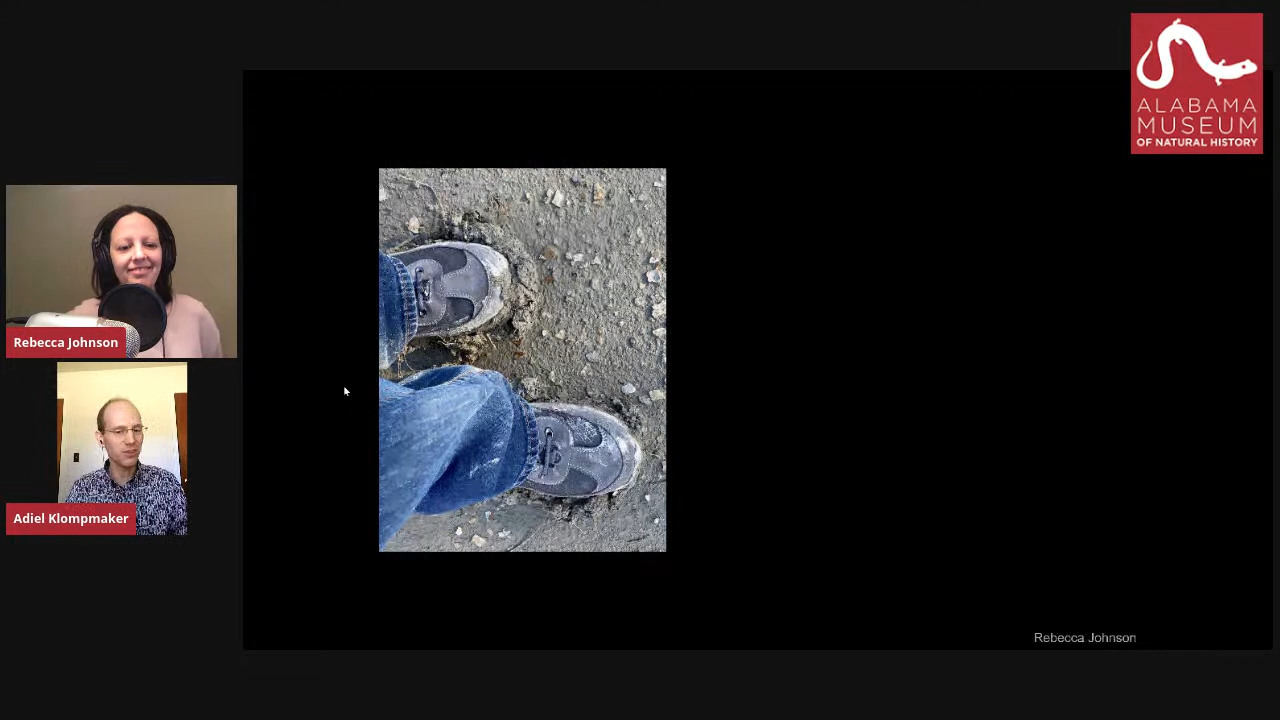 ALABAMA
MUSEUM
OF NATURAL HISTORY
Rebecca Johnson
Adiel Klompmaker
Rebecca Johnson